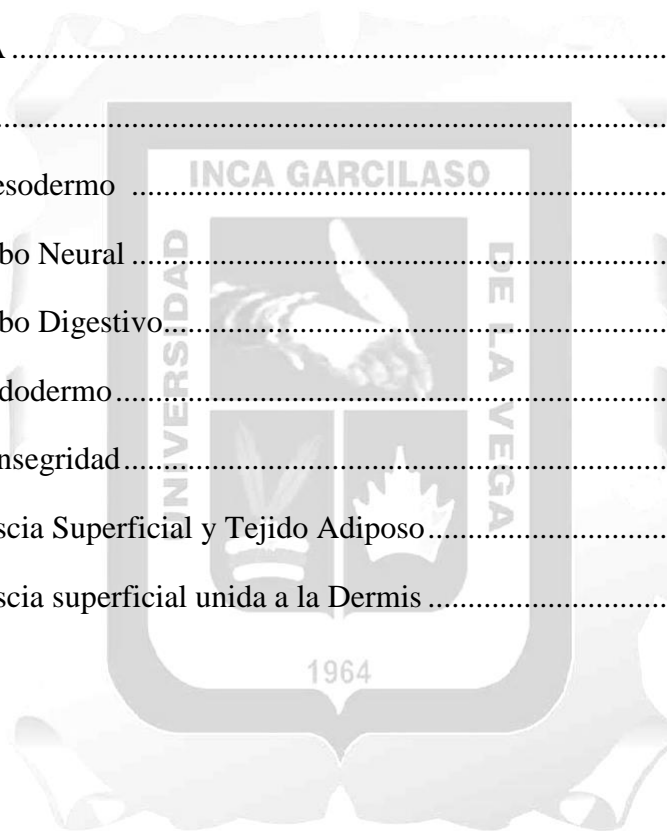 A ........................................................................................
........................................................................................
esodermo ........................................................................
bo Neural ........................................................................
bo Digestivo....................................................................
dodermo..........................................................................
nsegridad.........................................................................
scia Superficial y Tejido Adiposo...................................
scia superficial unida a la Dermis ...................................
UNIVERSIDAD
INCA GARCILASO
DE LA VEGA
1964